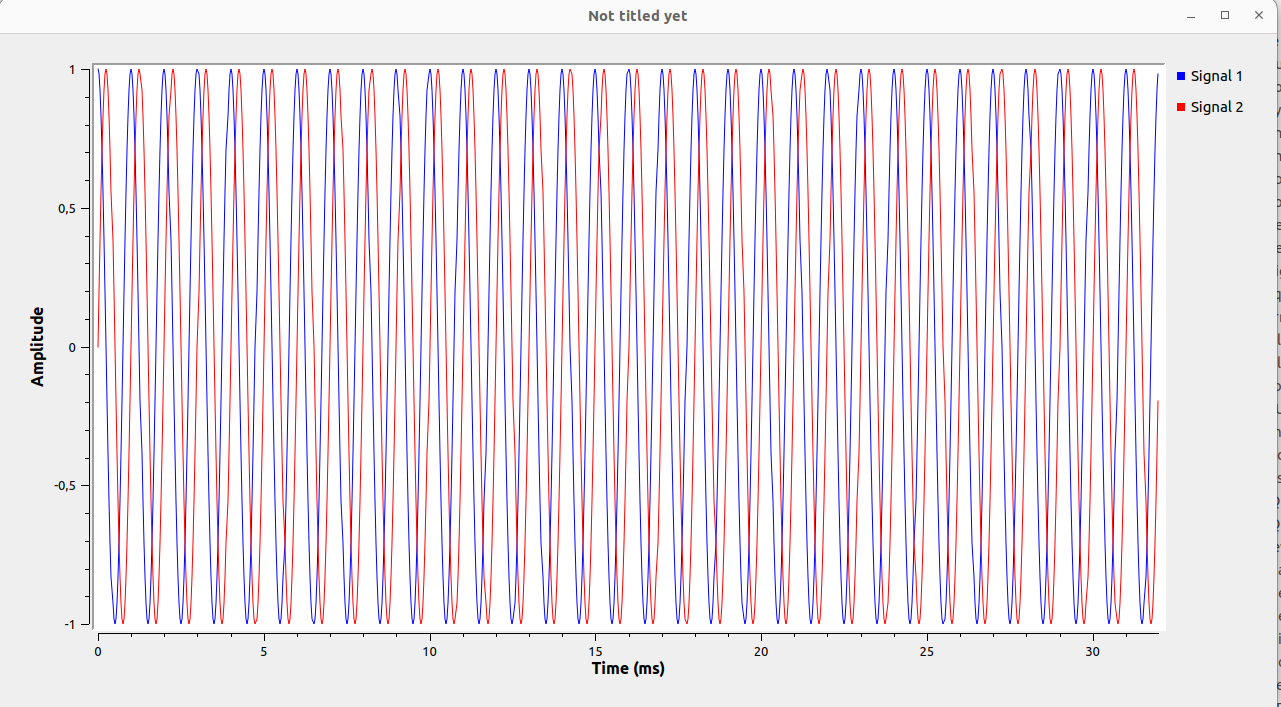 Not titled yet
Signal 1
Signal 2
1
0,5
0
-0,5
-1
Amplitude
0 5 10 15 20 25 30
Time (ms)